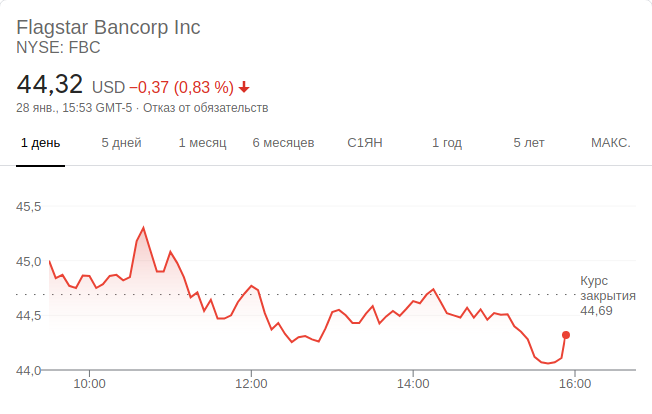 Flagstar Bancorp Inc
NYSE: FBC
44,32 USD −0,37 (0,83 %)
28 янв., 15:53 GMT-5 · Отказ от обязательств
1 день 5 дней 1 месяц 6 месяцев С1ЯН 1 год 5 лет МАКС.
45,5
45,0
Курс
закрытия
44,69
44,5
44,0
10:00 12:00 14:00 16:00